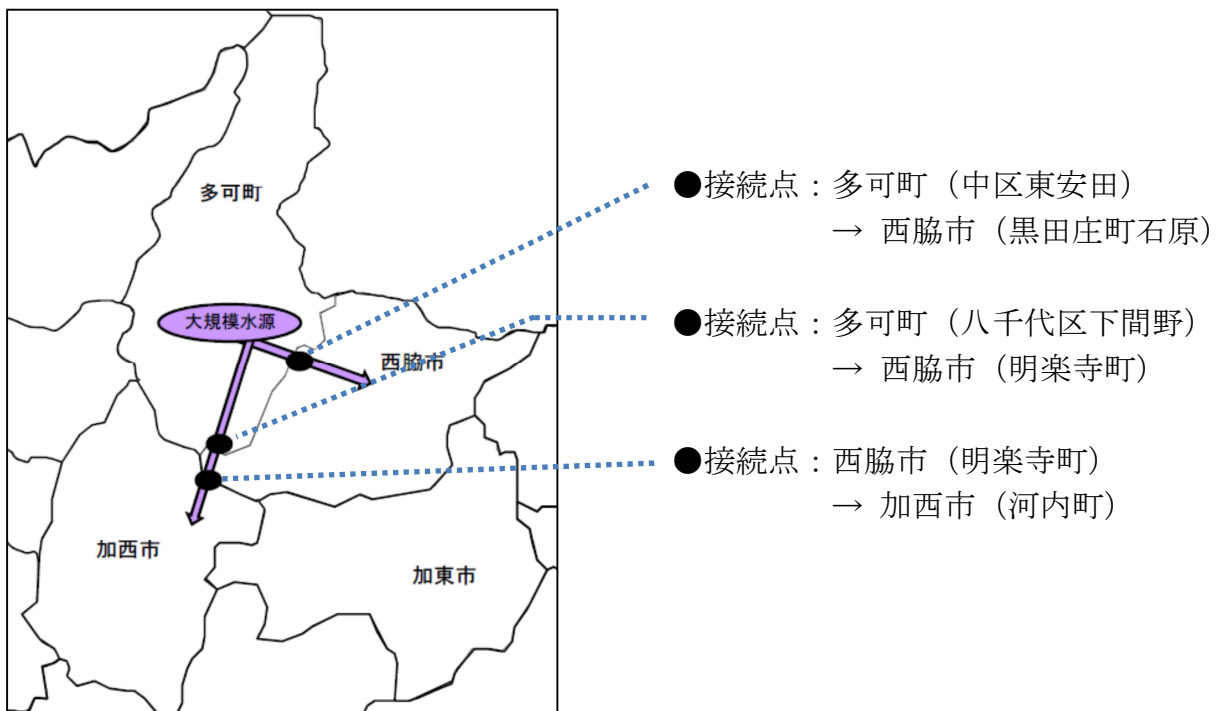 多可町
大規模水源
西脇市
加西市
加東市
●接続点：多可町（中区東安田）
→ 西脇市（黒田庄町石原）
●接続点：多可町（八千代区下間野）
→ 西脇市（明楽寺町）
●接続点：西脇市（明楽寺町）
→ 加西市（河内町）